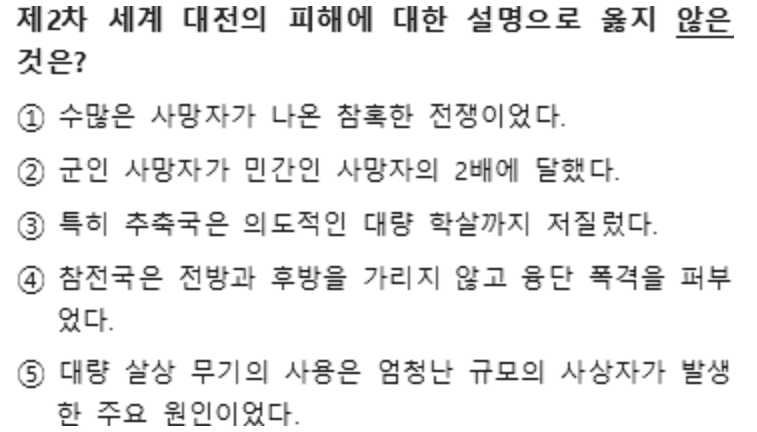 제2차 세계 대전의 피해에 대한 설명으로 옳지 않은
것은?
① 수많은 사망자가 나온 참혹한 전쟁이었다.
② 군인 사망자가 민간인 사망자의 2배에 달했다.
③ 특히 추축국은 의도적인 대량 학살까지 저질렀다.
④ 참전국은 전방과 후방을 가리지 않고 융단 폭격을 퍼부
었다.
⑤ 대량 살상 무기의 사용은 엄청난 규모의 사상자가 발생
한 주요 원인이었다.